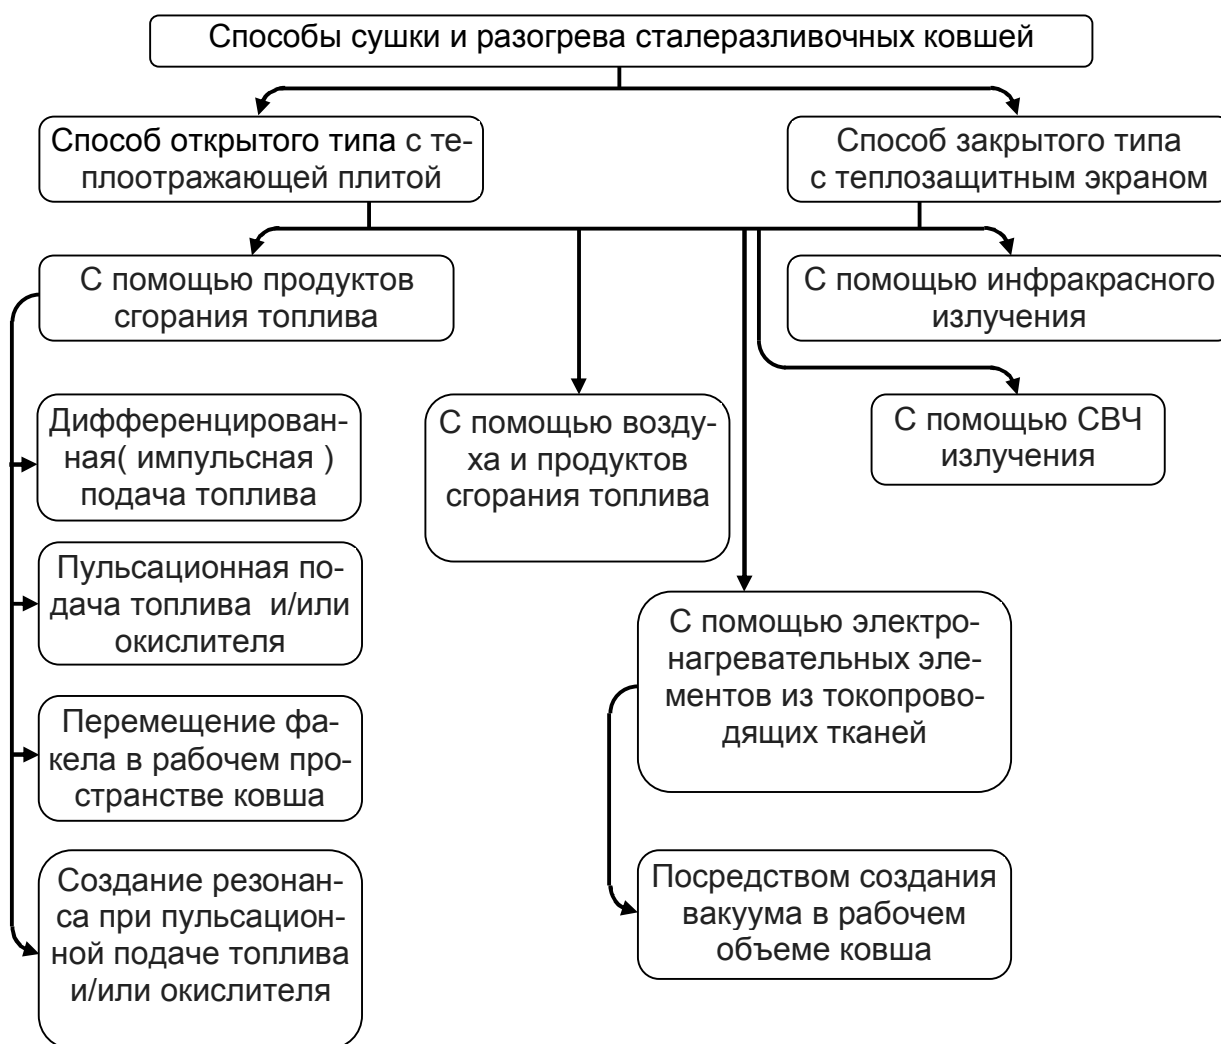 Способы сушки и разогрева сталеразливочных ковшей
Способ открытого типа с те-
плоотражающей плитой
Способ закрытого типа
с теплозащитным экраном
С помощью продуктов
сгорания топлива
С помощью инфракрасного
излучения
Дифференцирован-
ная( импульсная )
подача топлива
С помощью возду-
ха и продуктов
сгорания топлива
С помощью СВЧ
излучения
Пульсационная по-
дача топлива  и/или
окислителя
С помощью электро-
нагревательных эле-
ментов из токопрово-
дящих тканей
Перемещение фа-
кела в рабочем про-
странстве ковша
Создание резонан-
са при пульсацион-
ной подаче топлива
и/или окислителя
Посредством создания
вакуума в рабочем
объеме ковша